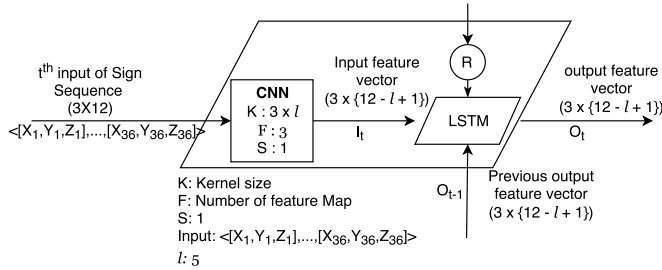 t^th input of Sign
Sequence
(3X12)
<[X₁,Y₁,Z₁],...,[X₃₆,Y₃₆,Z₃₆]>
CNN
K : 3 x l
F : 3
S : 1
Input feature
vector
(3 x {12 - l + 1})
I_t
R
LSTM
output feature
vector
(3 x {12 - l + 1})
O_t
O_t-1
Previous output
feature vector
(3 x {12 - l + 1})
K: Kernel size
F: Number of feature Map
S: 1
Input: <[X₁,Y₁,Z₁],...,[X₃₆,Y₃₆,Z₃₆]>
l: 5